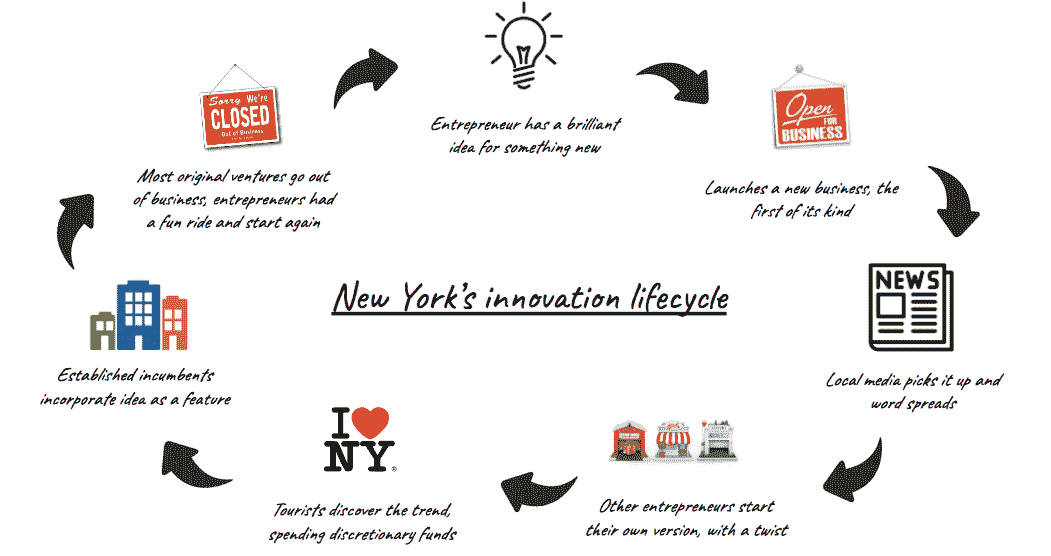 Entrepreneur has a brilliant
idea for something new
Open
FOR
BUSINESS
Launches a new business, the
first of its kind
NEWS
Local media picks it up and
word spreads
Other entrepreneurs start
their own version, with a twist
I
NY®
Tourists discover the trend,
spending discretionary funds
Established incumbents
incorporate idea as a feature
Sorry We're
CLOSED
Out of Business
Most original ventures go out
of business, entrepreneurs had
a fun ride and start again
New York's innovation lifecycle